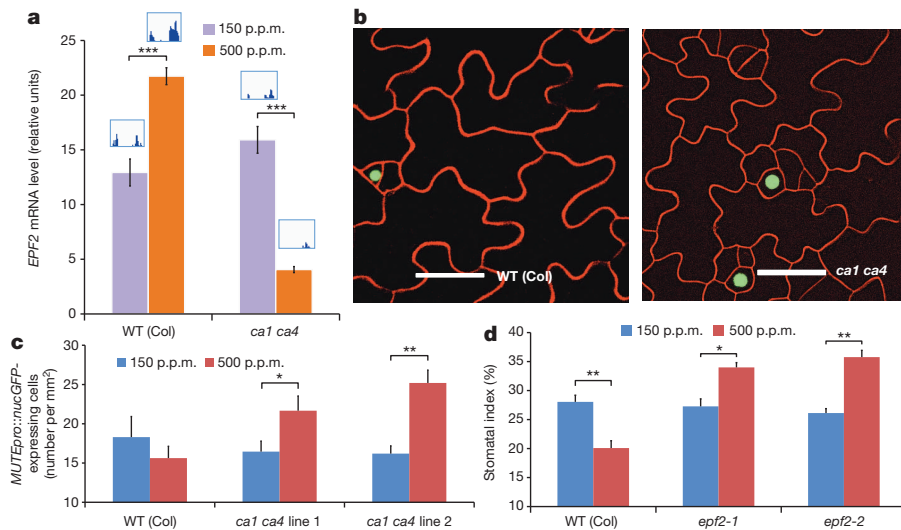 a
150 p.p.m.
500 p.p.m.
EPF2 mRNA level (relative units)
25
20
15
10
5
0
***
***
WT (Col)
ca1 ca4
b
WT (Col)
ca1 ca4
c
150 p.p.m.
500 p.p.m.
MUTEpro::nucGFP-
expressing cells
(number per mm²)
30
25
20
15
10
*
**
WT (Col)
ca1 ca4 line 1
ca1 ca4 line 2
d
150 p.p.m.
500 p.p.m.
Stomatal index (%)
40
35
30
25
20
15
10
**
*
**
WT (Col)
epf2-1
epf2-2